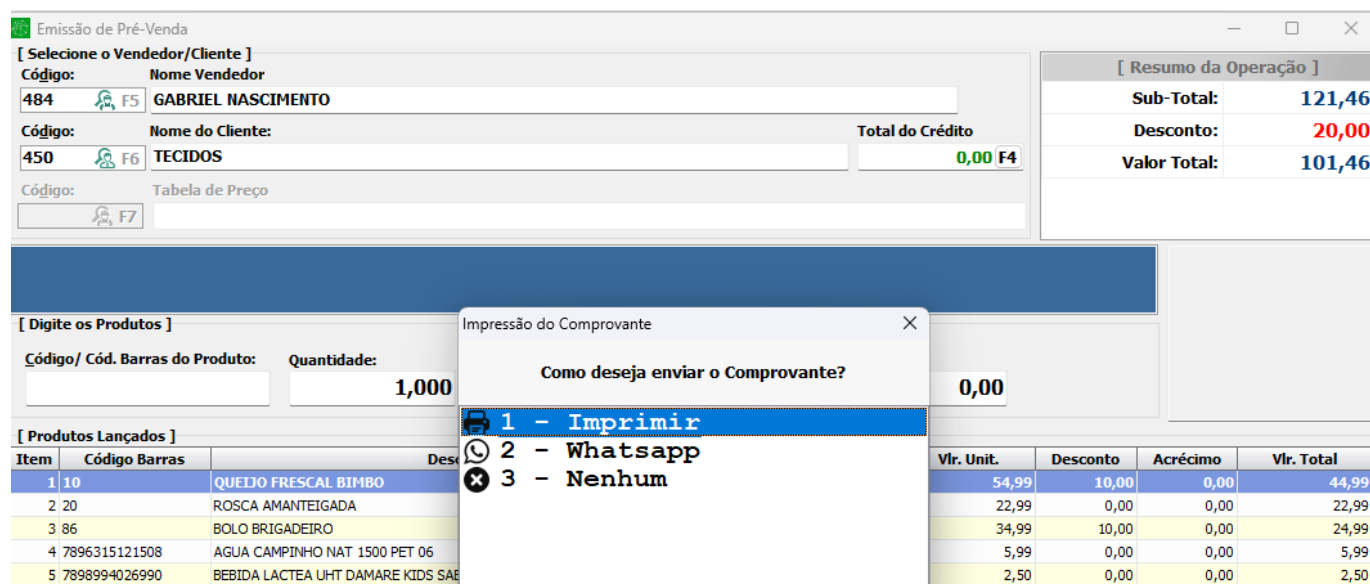 Emissão de Pré-Venda
[ Selecione o Vendedor/Cliente ]
Código: Nome Vendedor
484 F5 GABRIEL NASCIMENTO
Código: Nome do Cliente: Total do Crédito
450 F6 TECIDOS 0,00 F4
Código: Tabela de Preço
F7
[ Resumo da Operação ]
Sub-Total: 121,46
Desconto: 20,00
Valor Total: 101,46
[ Digite os Produtos ]
Código/ Cód. Barras do Produto: Quantidade:
1,000 0,00
Impressão do Comprovante
Como deseja enviar o Comprovante?
1 - Imprimir
2 - Whatsapp
3 - Nenhum
[ Produtos Lançados ]
Item Código Barras Desc Vlr. Unit. Desconto Acrécimo Vlr. Total
1 10 QUEIJO FRESCAL BIMBO 54,99 10,00 0,00 44,99
2 20 ROSCA AMANTEIGADA 22,99 0,00 0,00 22,99
3 86 BOLO BRIGADEIRO 34,99 10,00 0,00 24,99
4 7896315121508 AGUA CAMPINHO NAT 1500 PET 06 5,99 0,00 0,00 5,99
5 7898994026990 BEBIDA LACTEA UHT DAMARE KIDS SAB 2,50 0,00 0,00 2,50